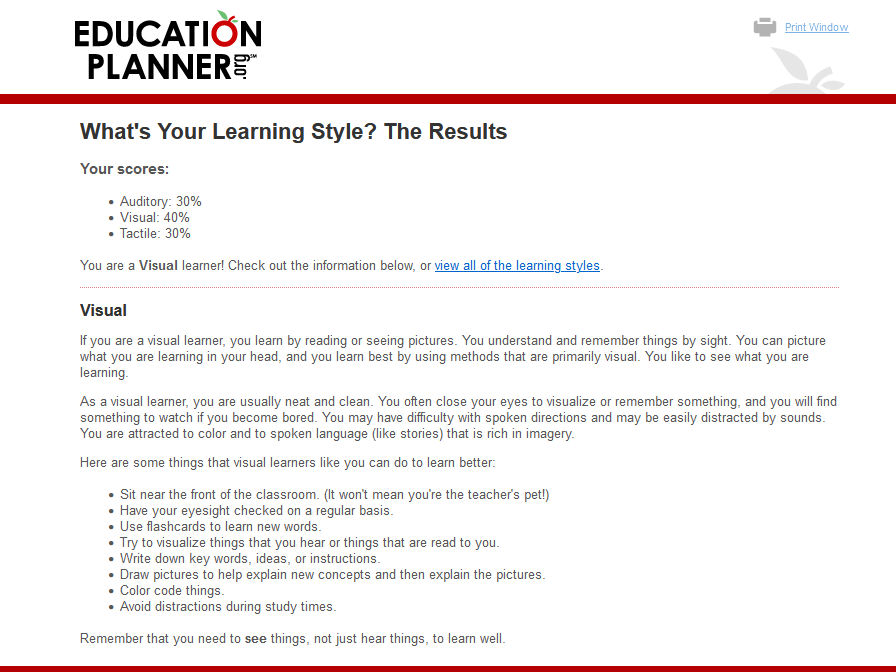 EDUCATION
PLANNER.org℠
Print Window
What's Your Learning Style? The Results
Your scores:
• Auditory: 30%
• Visual: 40%
• Tactile: 30%
You are a Visual learner! Check out the information below, or view all of the learning styles.
Visual
If you are a visual learner, you learn by reading or seeing pictures. You understand and remember things by sight. You can picture
what you are learning in your head, and you learn best by using methods that are primarily visual. You like to see what you are
learning.
As a visual learner, you are usually neat and clean. You often close your eyes to visualize or remember something, and you will find
something to watch if you become bored. You may have difficulty with spoken directions and may be easily distracted by sounds.
You are attracted to color and to spoken language (like stories) that is rich in imagery.
Here are some things that visual learners like you can do to learn better:
• Sit near the front of the classroom. (It won't mean you're the teacher's pet!)
• Have your eyesight checked on a regular basis.
• Use flashcards to learn new words.
• Try to visualize things that you hear or things that are read to you.
• Write down key words, ideas, or instructions.
• Draw pictures to help explain new concepts and then explain the pictures.
• Color code things.
• Avoid distractions during study times.
Remember that you need to see things, not just hear things, to learn well.